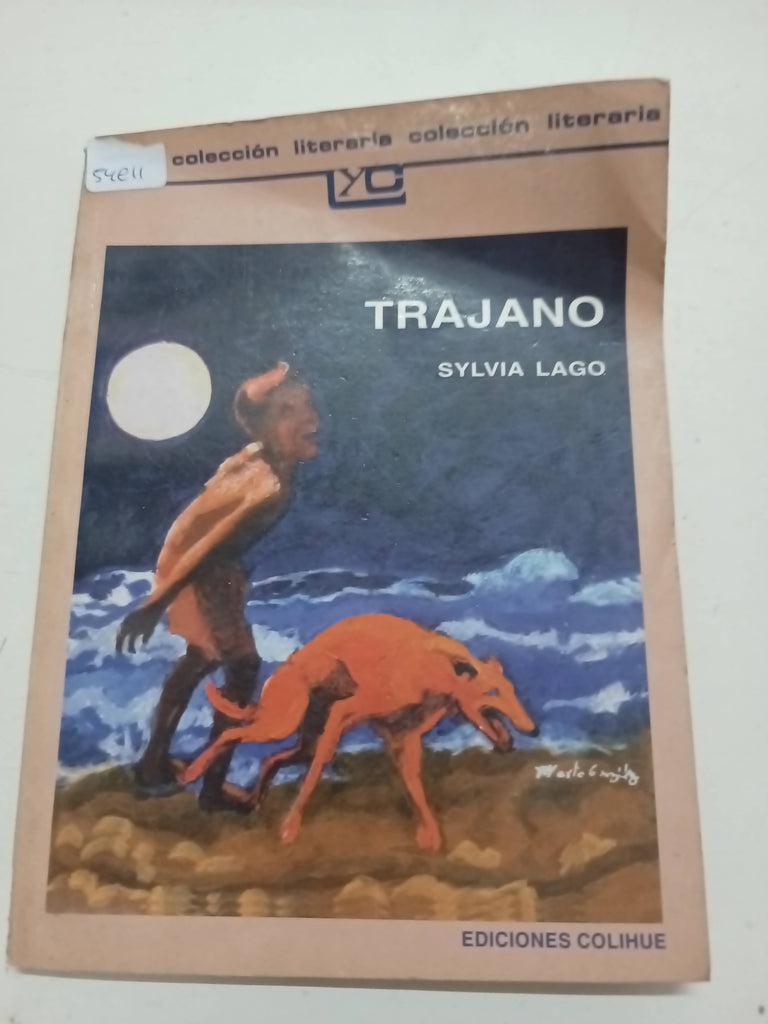 colección literaria colección literaria
LYC
54e11
TRAJANO
SYLVIA LAGO
EDICIONES COLIHUE